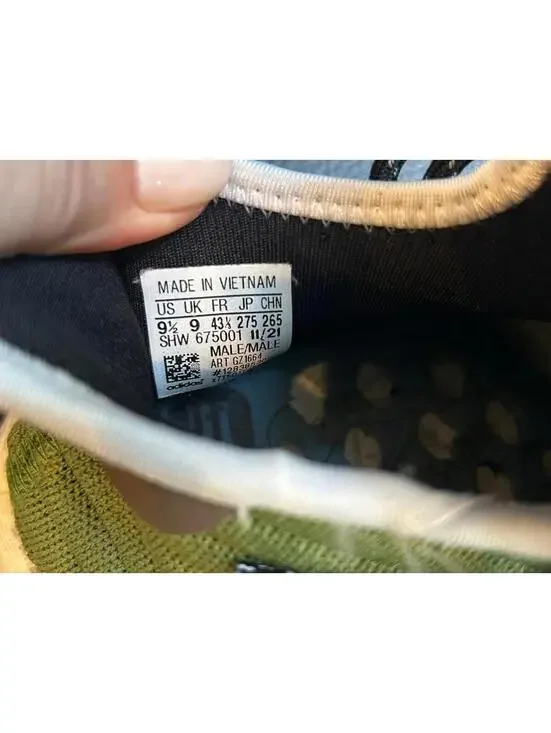 MADE IN VIETNAM
US UK FR JP CHN
9½ 9 43⅓ 275 265
SHW 675001 11/21
MALE/MALE
ART GZ1664
adidas